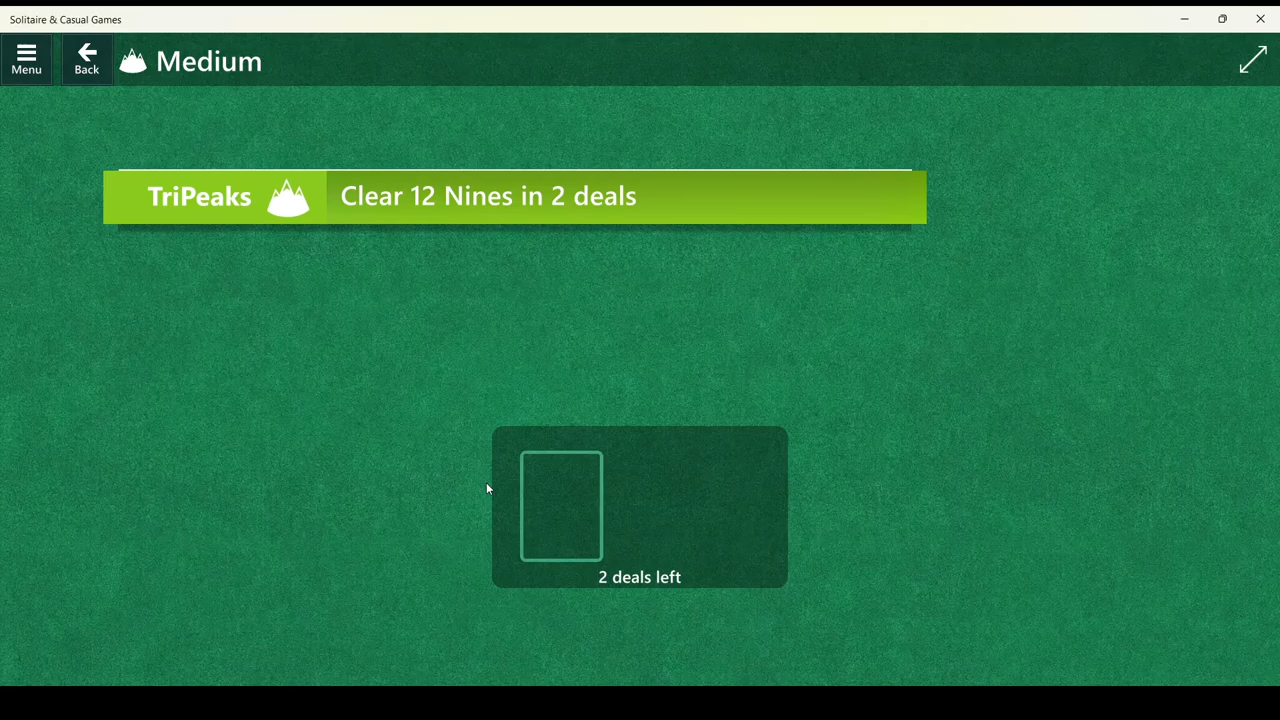 Solitaire & Casual Games
Menu
Back
Medium
TriPeaks
Clear 12 Nines in 2 deals
2 deals left